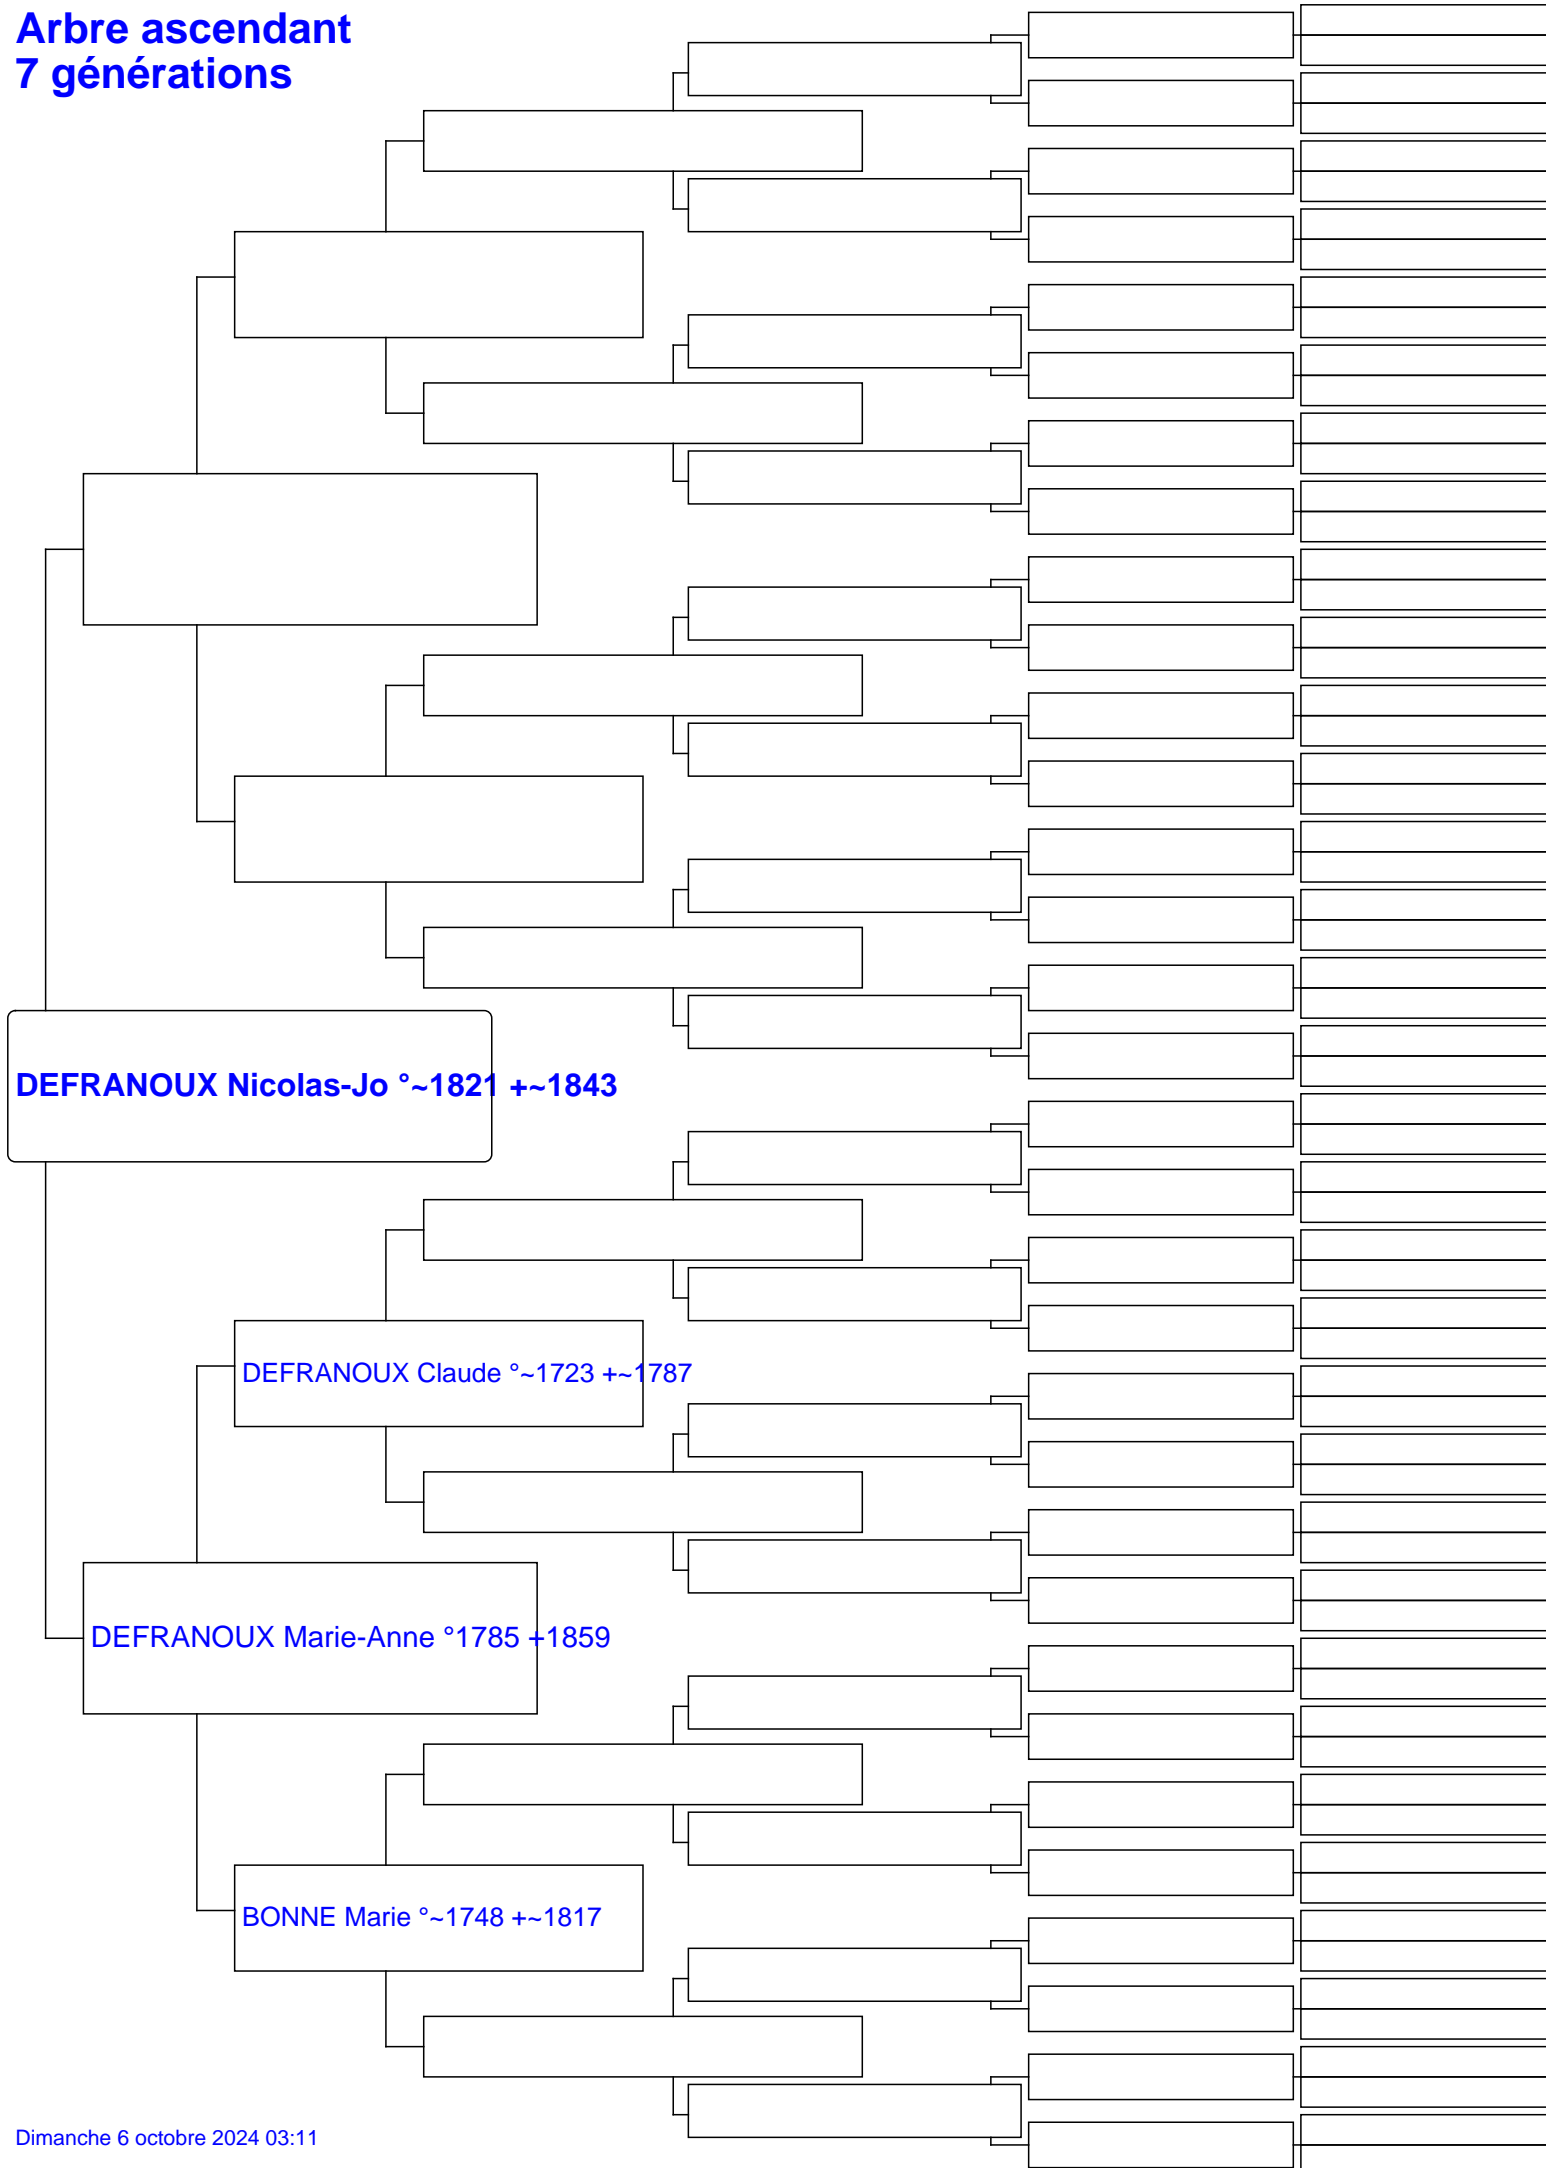 Arbre ascendant
7 générations
DEFRANOUX Nicolas-Jo °~1821 +~1843
DEFRANOUX Claude °~1723 +~1787
DEFRANOUX Marie-Anne °1785 +1859
BONNE Marie °~1748 +~1817
Dimanche 6 octobre 2024 03:11